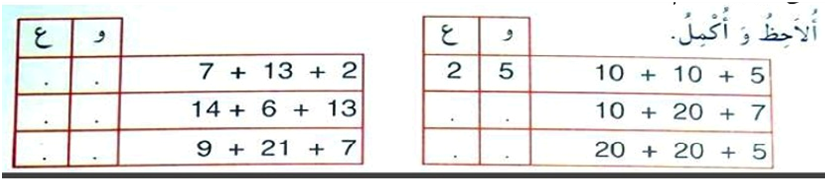 أُلاَحِظُ وَ أُكْمِلُ.
و ع
10 + 10 + 5 5 2
10 + 20 + 7 . .
20 + 20 + 5 . .
و ع
7 + 13 + 2 . .
14 + 6 + 13 . .
9 + 21 + 7 . .